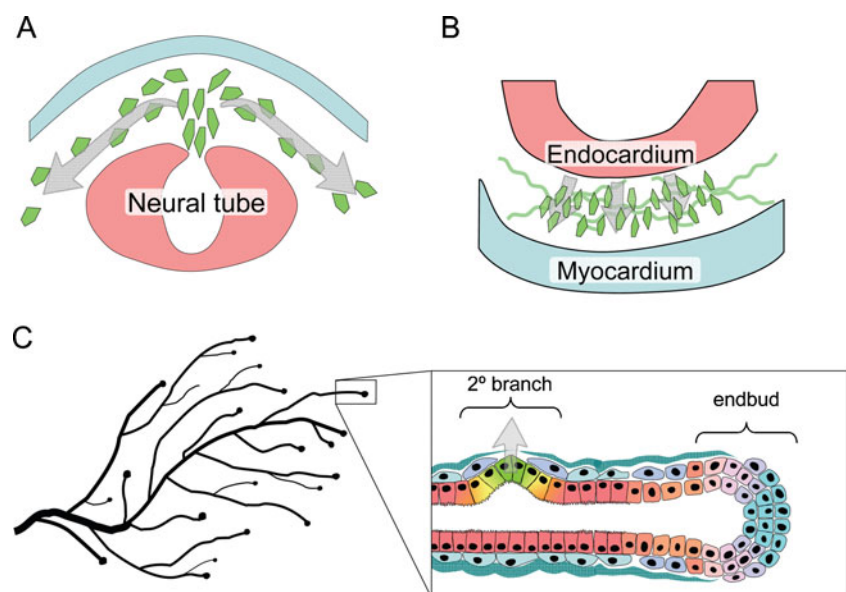 A
Neural tube
B
Endocardium
Myocardium
C
2º branch
endbud